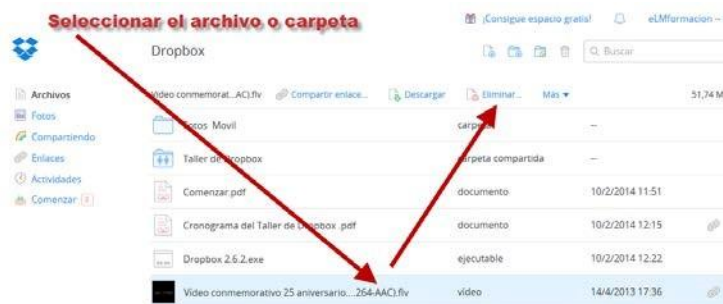 Seleccionar el archivo o carpeta
¡Consigue espacio gratis!
eLMformacion
Dropbox
Buscar
Archivos
Fotos
Compartiendo
Enlaces
Actividades
Comenzar
Video conmemorat...AC).flv
Compartir enlace...
Descargar
Eliminar...
Más
51,74 M
Fotos Movil carpeta --
Taller de Dropbox carpeta compartida --
Comenzar.pdf documento 10/2/2014 11:51
Cronograma del Taller de Dropbox .pdf documento 10/2/2014 12:15
Dropbox 2.6.2.exe ejecutable 10/2/2014 12:22
Video conmemorativo 25 aniversario....264-AAC).flv vídeo 14/4/2013 17:36